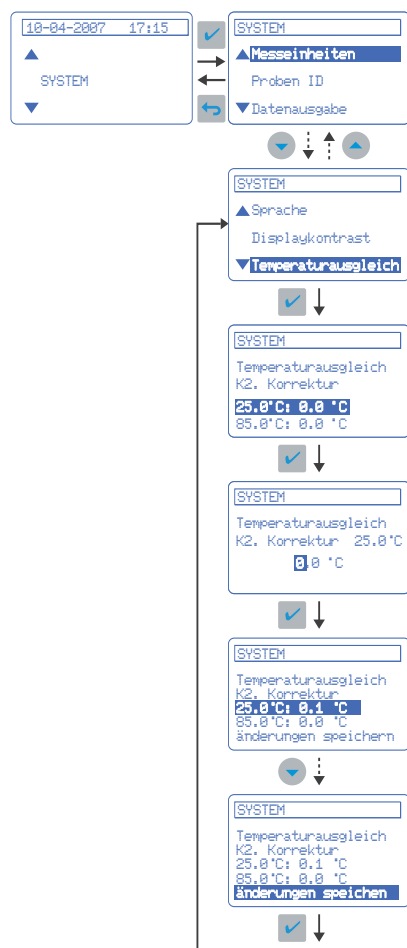 10-04-2007 17:15
SYSTEM
SYSTEM
Messeinheiten
Proben ID
Datenausgabe
SYSTEM
Sprache
Displaykontrast
Temperaturausgleich
SYSTEM
Temperaturausgleich
K2. Korrektur
25.0°C: 0.0 °C
85.0°C: 0.0 °C
SYSTEM
Temperaturausgleich
K2. Korrektur 25.0°C
0.0 °C
SYSTEM
Temperaturausgleich
K2. Korrektur
25.0°C: 0.1 °C
85.0°C: 0.0 °C
änderungen speichern
SYSTEM
Temperaturausgleich
K2. Korrektur
25.0°C: 0.1 °C
85.0°C: 0.0 °C
änderungen speichen